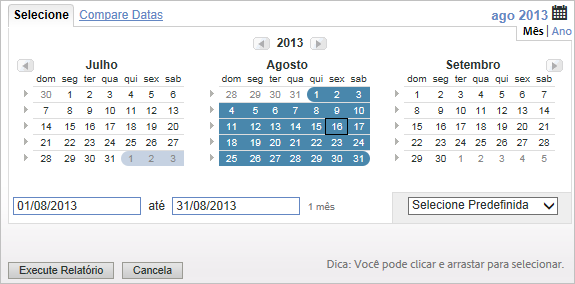 Selecione Compare Datas ago 2013
Mês | Ano
2013
Julho Agosto Setembro
dom seg ter qua qui sex sab dom seg ter qua qui sex sab dom seg ter qua qui sex sab
30 1 2 3 4 5 6 28 29 30 31 1 2 3 1 2 3 4 5 6 7
7 8 9 10 11 12 13 4 5 6 7 8 9 10 8 9 10 11 12 13 14
14 15 16 17 18 19 20 11 12 13 14 15 16 17 15 16 17 18 19 20 21
21 22 23 24 25 26 27 18 19 20 21 22 23 24 22 23 24 25 26 27 28
28 29 30 31 1 2 3 25 26 27 28 29 30 31 29 30 1 2 3 4 5
01/08/2013 até 31/08/2013 1 mês Selecione Predefinida
Execute Relatório Cancela Dica: Você pode clicar e arrastar para selecionar.